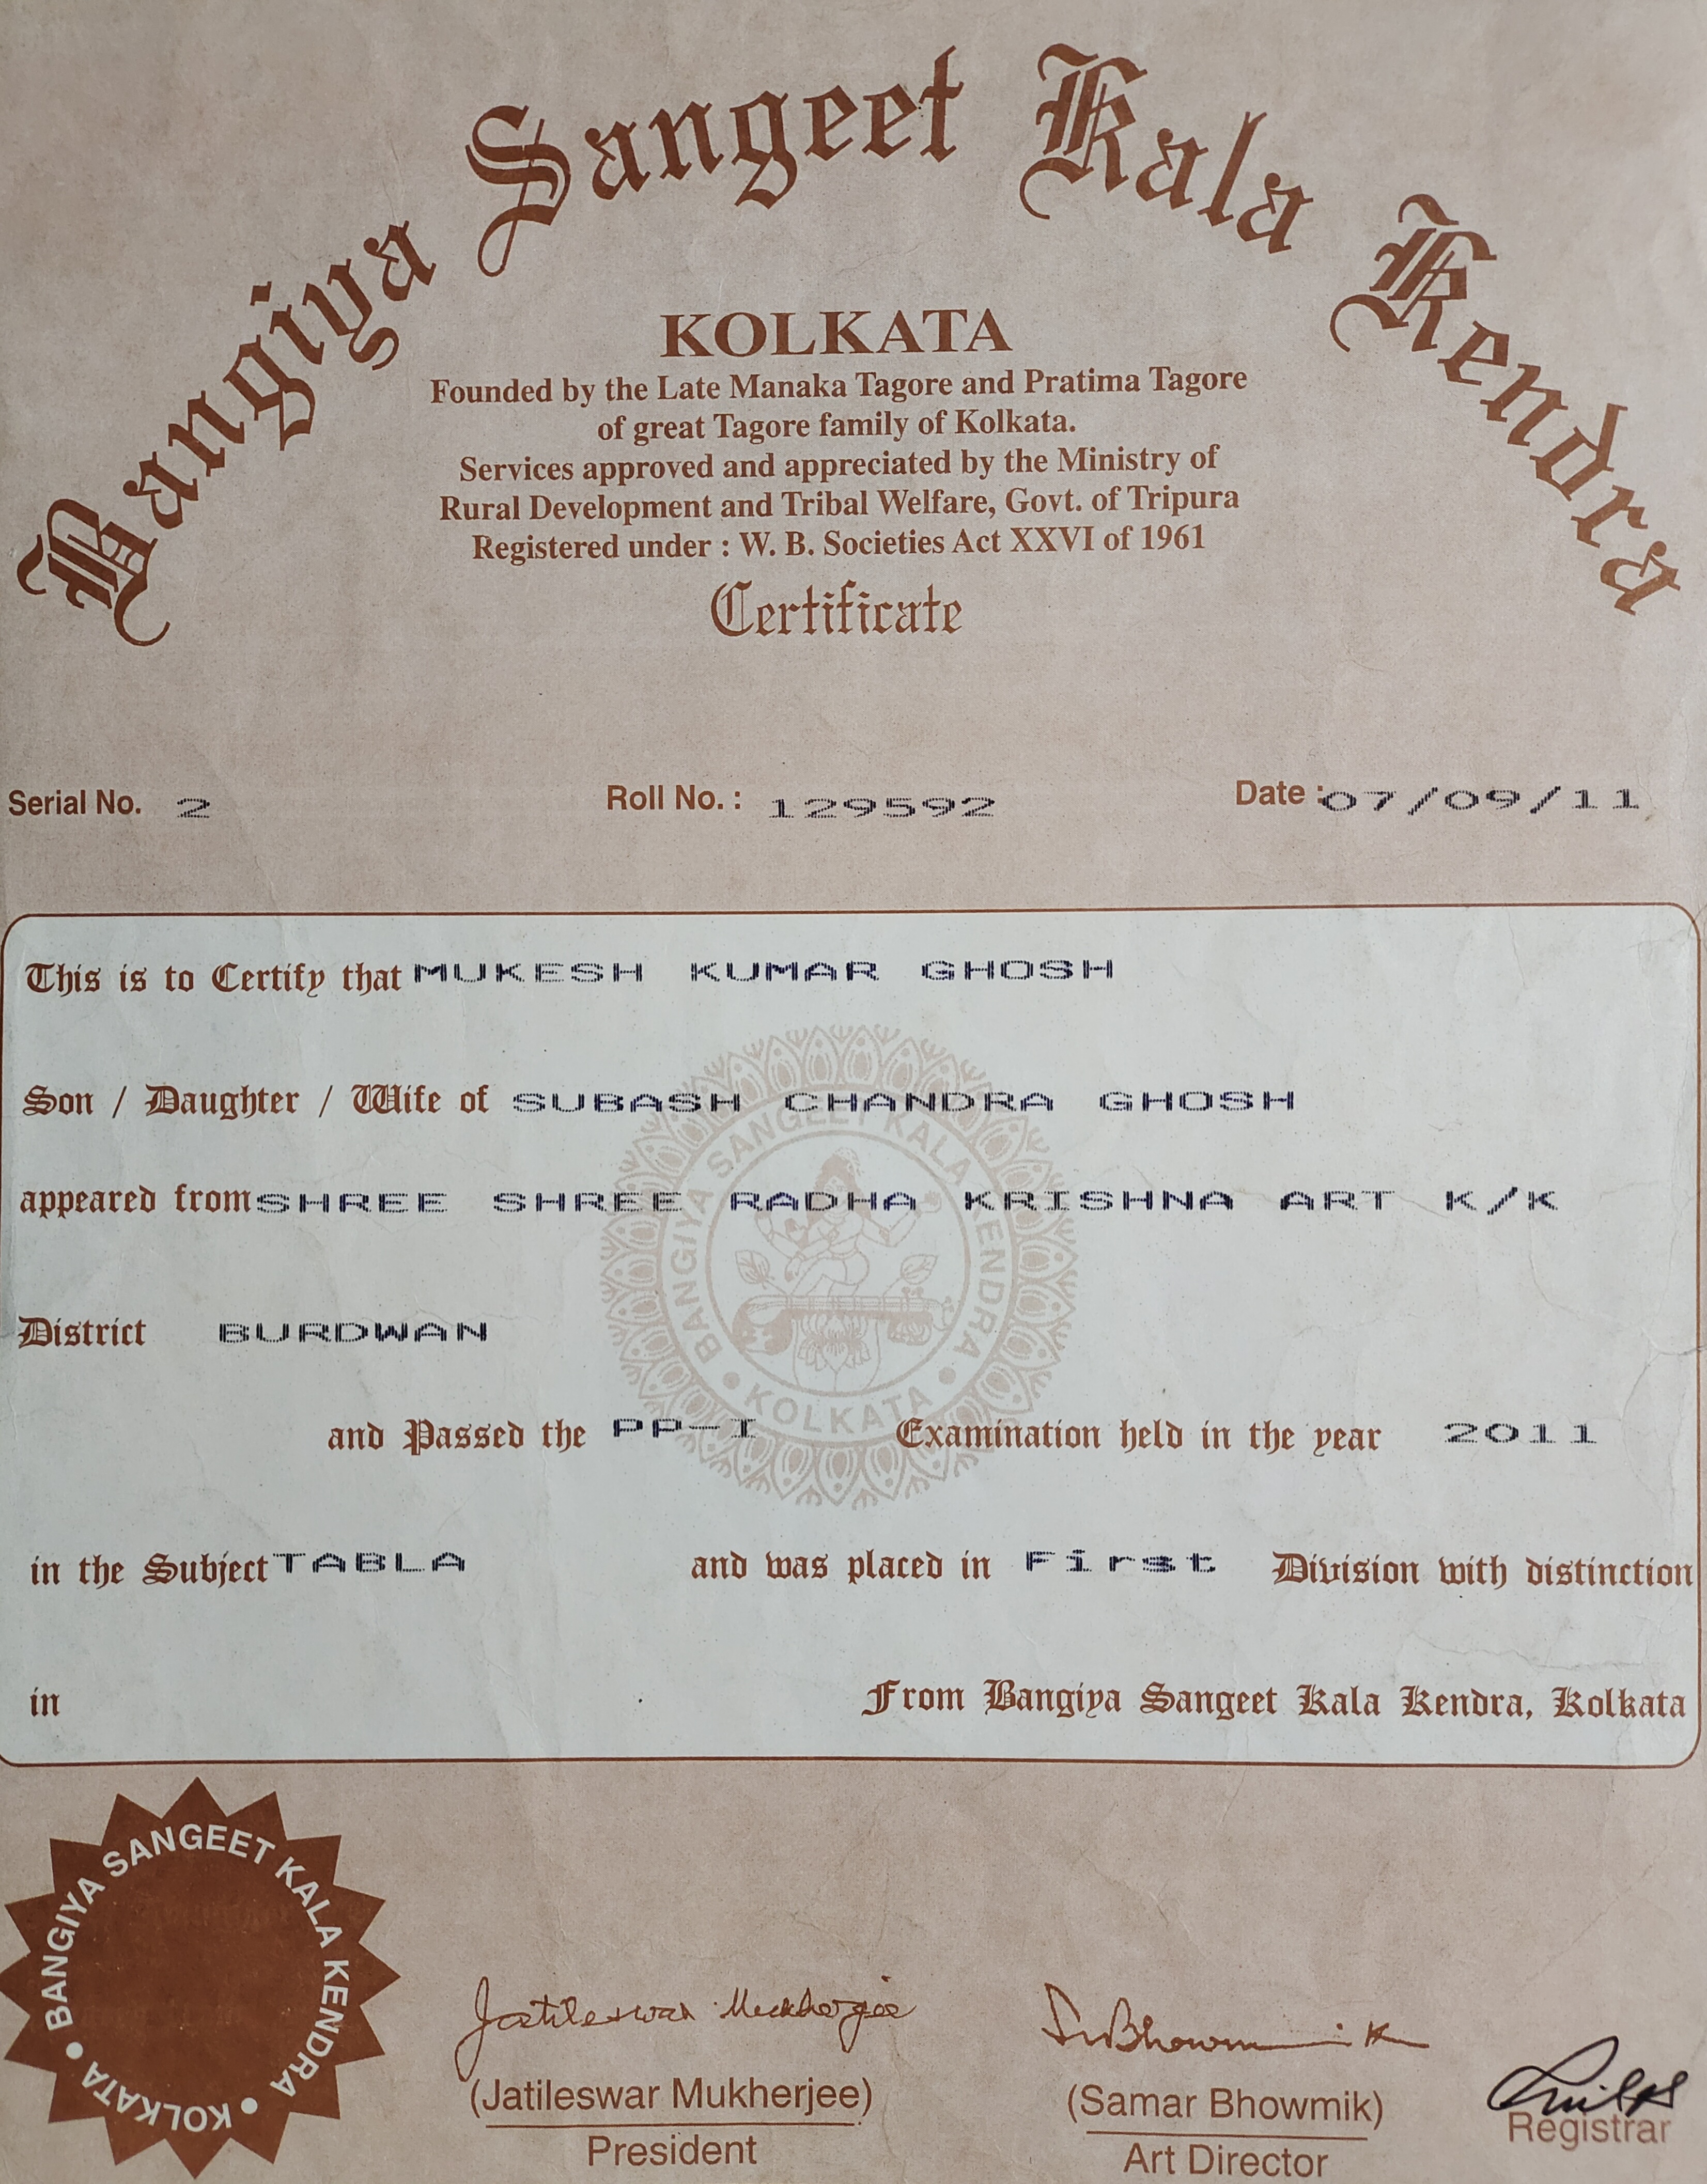 Bangiya Sangeet Kala Kendra
KOLKATA
Founded by the Late Manaka Tagore and Pratima Tagore
of great Tagore family of Kolkata.
Services approved and appreciated by the Ministry of
Rural Development and Tribal Welfare, Govt. of Tripura
Registered under : W. B. Societies Act XXVI of 1961
Certificate
Serial No. 2 Roll No. : 129592 Date : 07/09/11
This is to Certify that MUKESH KUMAR GHOSH
Son / Daughter / Wife of SUBASH CHANDRA GHOSH
appeared from SHREE SHREE RADHA KRISHNA ART K/K
District BURDWAN
and Passed the PP-I Examination held in the year 2011
in the Subject TABLA and was placed in First Division with distinction
in From Bangiya Sangeet Kala Kendra, Kolkata
BANGIYA SANGEET KALA KENDRA • KOLKATA •
BANGIYA SANGEET KALA KENDRA • KOLKATA •
Jatileswar Mukherjee
(Jatileswar Mukherjee) (Samar Bhowmik)
President Art Director Registrar